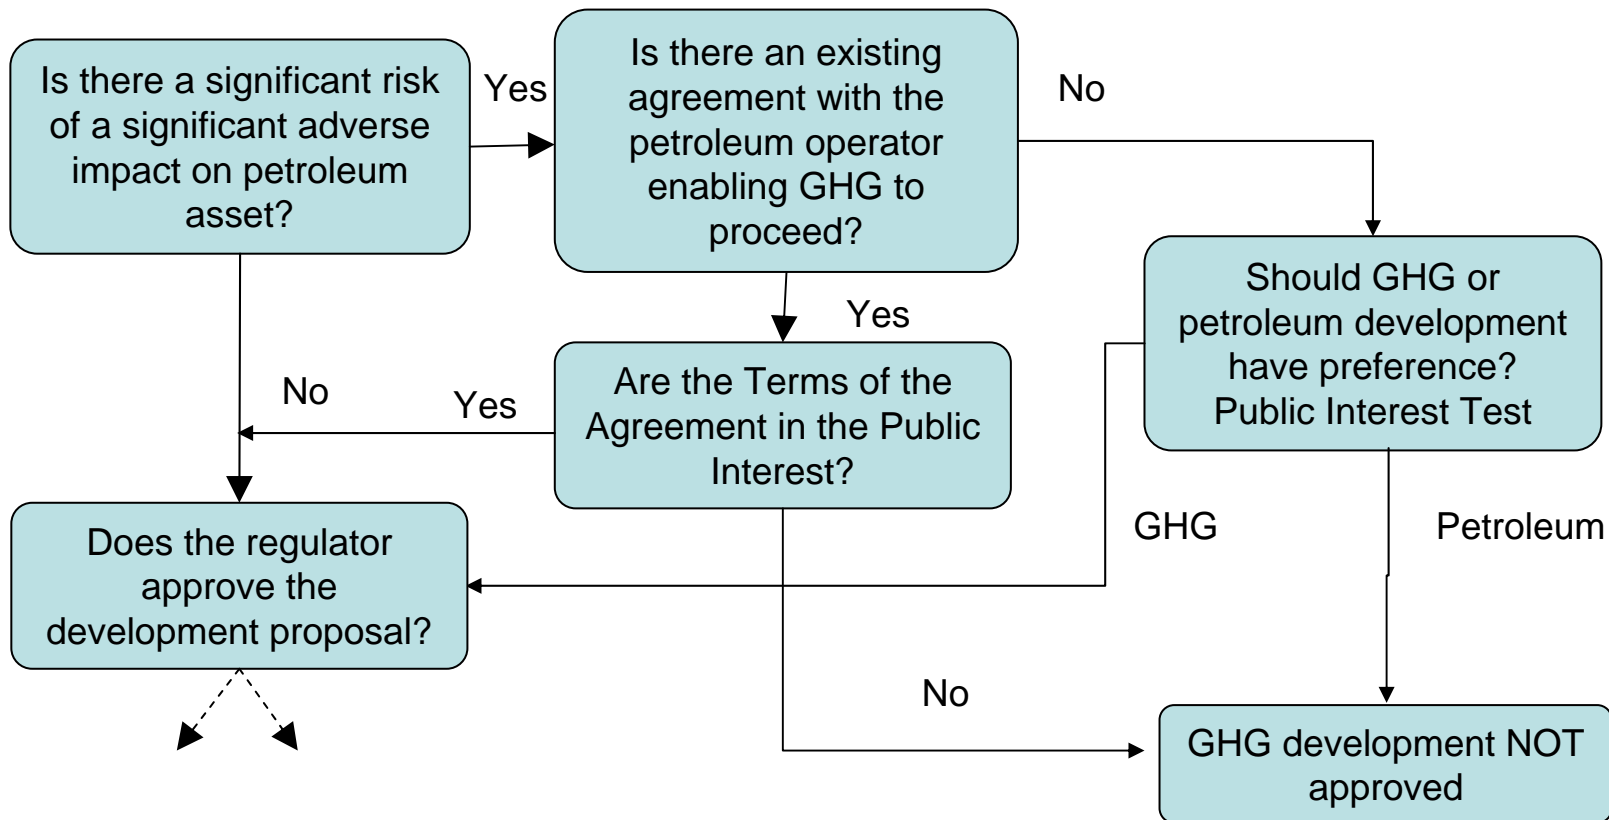 Is there a significant risk
of a significant adverse
impact on petroleum
asset?
Yes
Is there an existing
agreement with the
petroleum operator
enabling GHG to
proceed?
No
Should GHG or
petroleum development
have preference?
Public Interest Test
Yes
No
Yes
Are the Terms of the
Agreement in the Public
Interest?
Does the regulator
approve the
development proposal?
GHG
Petroleum
No
GHG development NOT
approved